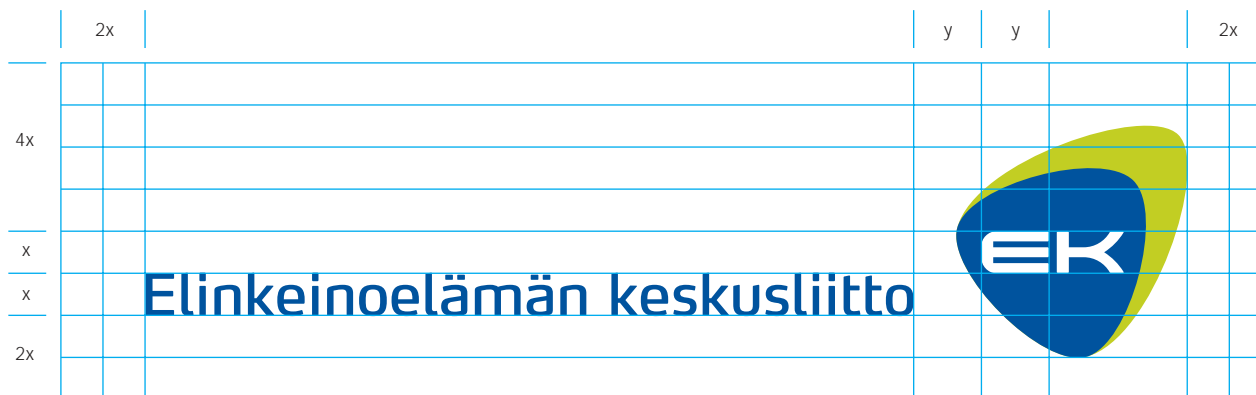 2x y y 2x
4x
x
EK
x
Elinkeinoelämän keskusliitto
2x